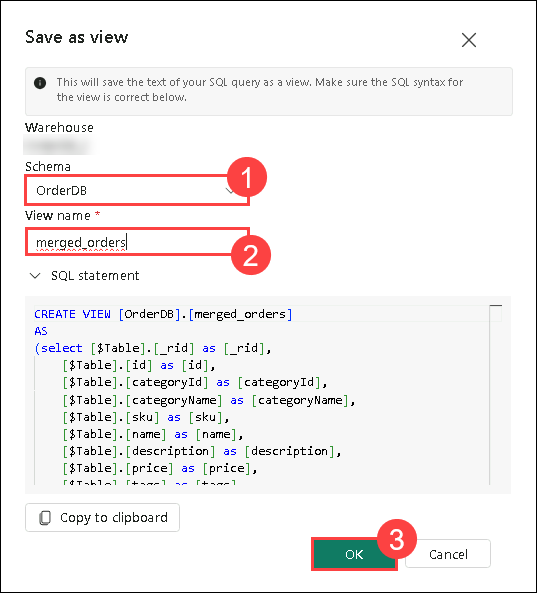 Save as view
This will save the text of your SQL query as a view. Make sure the SQL syntax for
the view is correct below.
Warehouse
Schema
1
OrderDB
View name *
merged_orders
2
SQL statement
CREATE VIEW [OrderDB].[merged_orders]
AS
(select [$Table].[_rid] as [_rid],
[$Table].[id] as [id],
[$Table].[categoryId] as [categoryId],
[$Table].[categoryName] as [categoryName],
[$Table].[sku] as [sku],
[$Table].[name] as [name],
[$Table].[description] as [description],
[$Table].[price] as [price],
[$Table].[tags] as [tags]
Copy to clipboard
3
OK Cancel